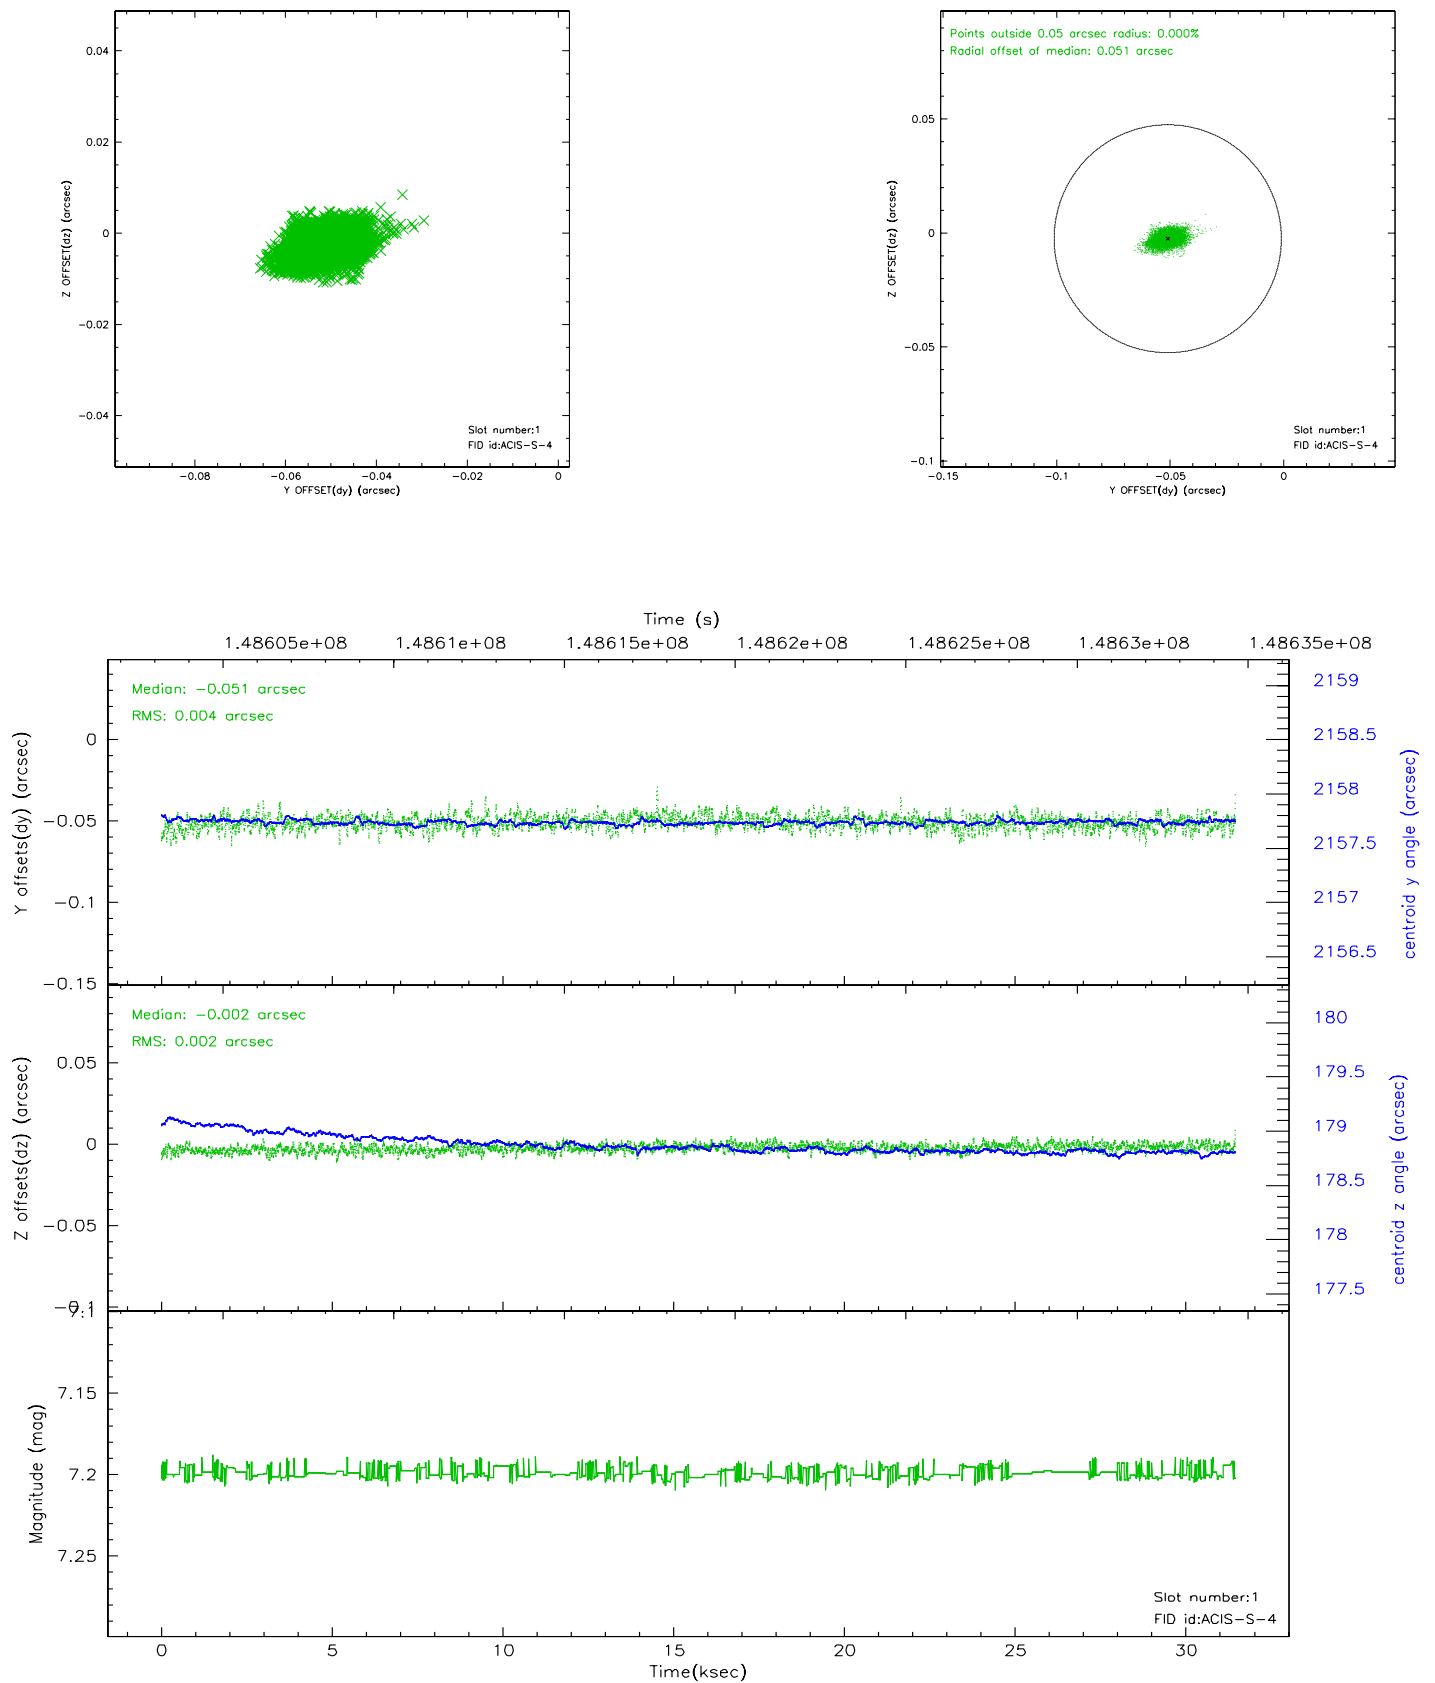 0.04
0.02
0
−0.02
−0.04
Z OFFSET(dz) (arcsec)
Slot number:1
FID id:ACIS−S−4
−0.08
−0.06
−0.04
−0.02
0
Y OFFSET(dy) (arcsec)
Points outside 0.05 arcsec radius: 0.000%
Radial offset of median: 0.051 arcsec
0.05
0
−0.05
−0.1
Z OFFSET(dz) (arcsec)
Slot number:1
FID id:ACIS−S−4
−0.15
−0.1
−0.05
0
Y OFFSET(dy) (arcsec)
Time (s)
1.48605e+08
1.4861e+08
1.48615e+08
1.4862e+08
1.48625e+08
1.4863e+08
1.48635e+08
Median: −0.051 arcsec
RMS: 0.004 arcsec
0
−0.05
−0.1
−0.15
Y offsets(dy) (arcsec)
2159
2158.5
2158
2157.5
2157
2156.5
centroid y angle (arcsec)
Median: −0.002 arcsec
RMS: 0.002 arcsec
0.05
0
−0.05
−0.1
Z offsets(dz) (arcsec)
180
179.5
179
178.5
178
177.5
centroid z angle (arcsec)
7.1
7.15
7.2
7.25
Magnitude (mag)
Slot number:1
FID id:ACIS−S−4
0
5
10
15
20
25
30
Time(ksec)